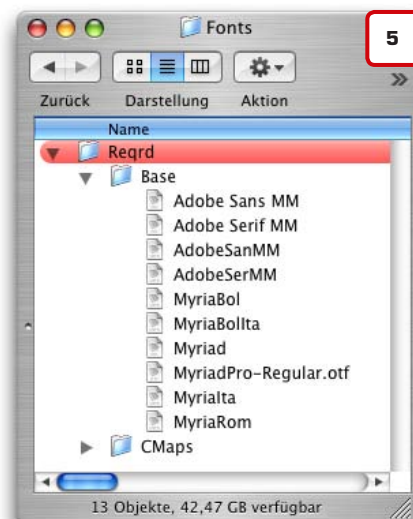 Fonts
5
Zurück Darstellung Aktion
Name
Reqrd
Base
Adobe Sans MM
Adobe Serif MM
AdobeSanMM
AdobeSerMM
MyriaBol
MyriaBolIta
Myriad
MyriadPro-Regular.otf
MyriaIta
MyriaRom
CMaps
13 Objekte, 42,47 GB verfügbar